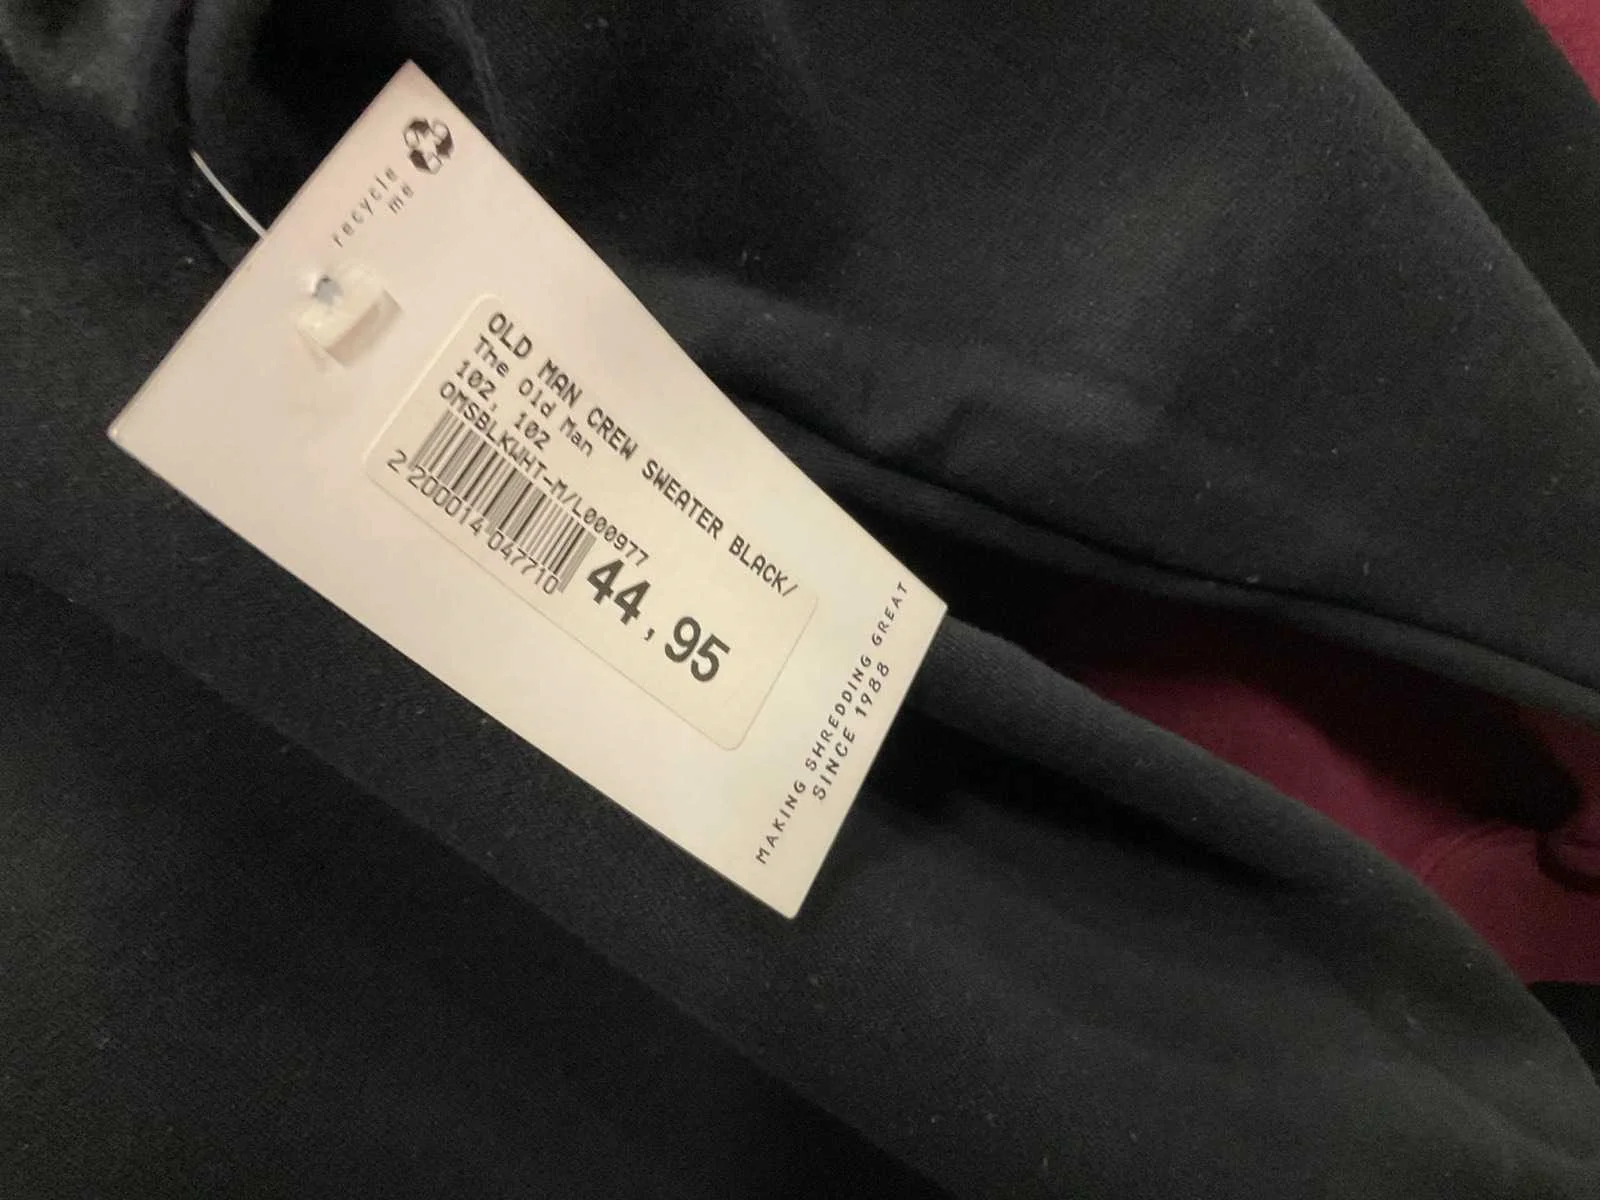 recycle
me
OLD MAN CREW SWEATER BLACK/
The Old Man
102, 102
OMSBLKWHT-M/L000977
2 200014 047710
44,95
MAKING SHREDDING GREAT
SINCE 1988